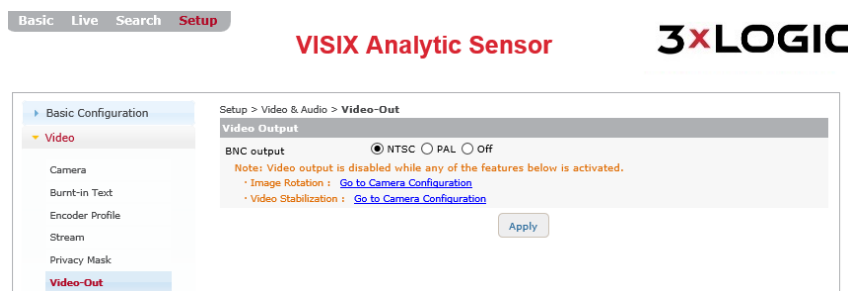 Basic Live Search Setup
VISIX Analytic Sensor
3xLOGIC
Basic Configuration
Video
Camera
Burnt-in Text
Encoder Profile
Stream
Privacy Mask
Video-Out
Setup > Video & Audio > Video-Out
Video Output
BNC output NTSC PAL Off
Note: Video output is disabled while any of the features below is activated.
· Image Rotation : Go to Camera Configuration
· Video Stabilization : Go to Camera Configuration
Apply